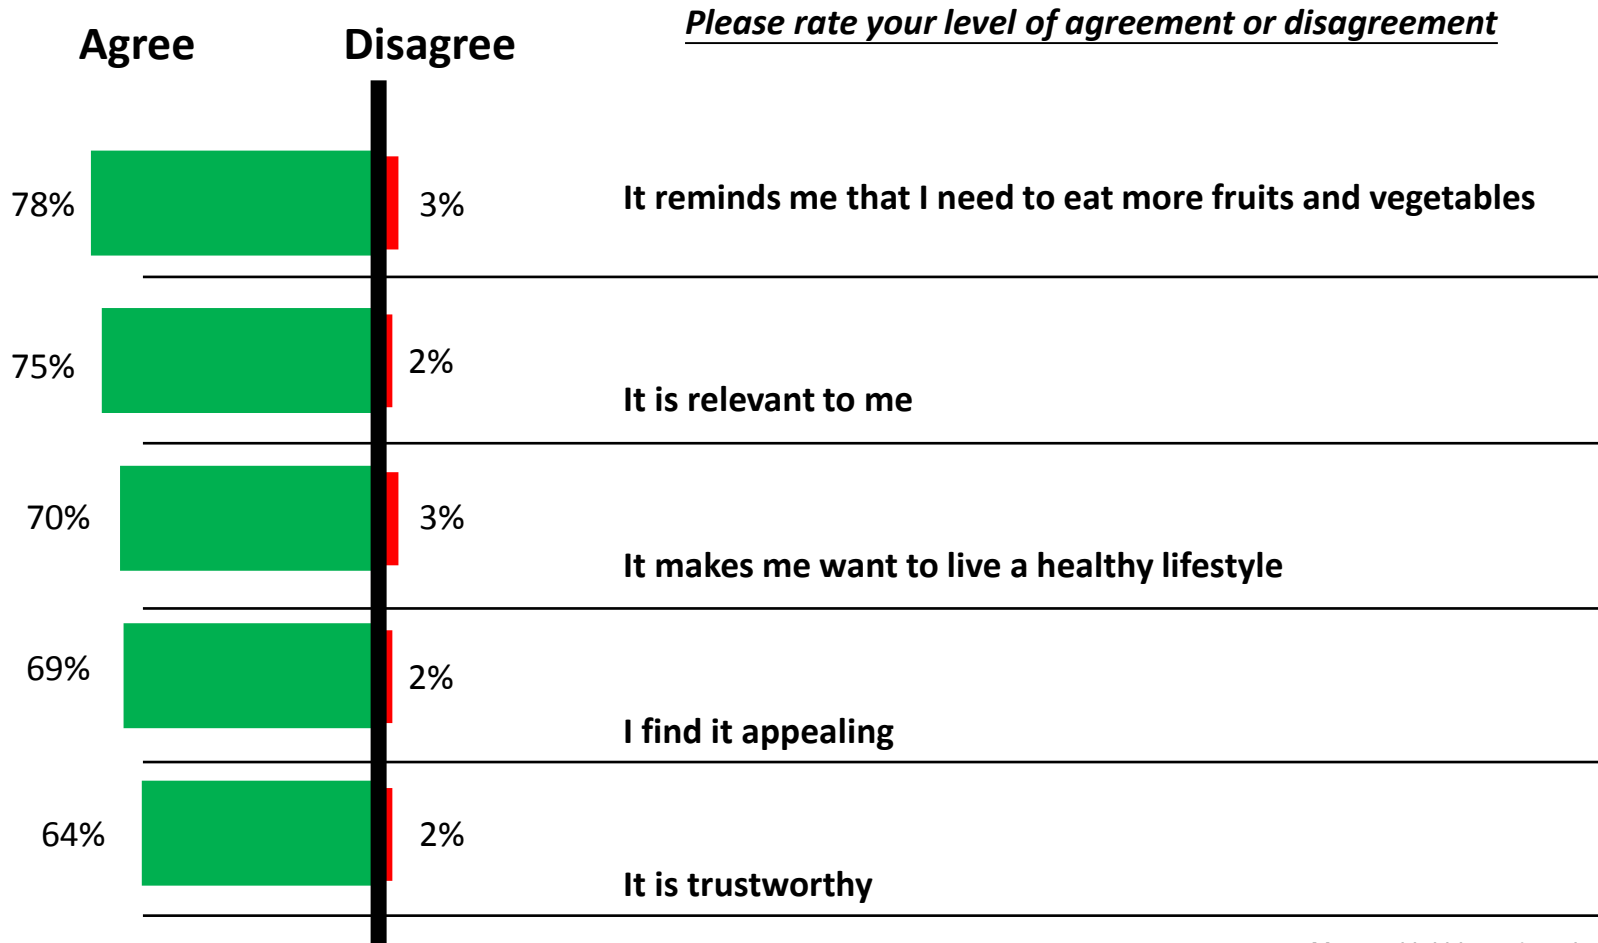 Please rate your level of agreement or disagreement
Agree Disagree
78% 3% It reminds me that I need to eat more fruits and vegetables
75% 2%
It is relevant to me
70% 3%
It makes me want to live a healthy lifestyle
69% 2%
I find it appealing
64% 2%
It is trustworthy